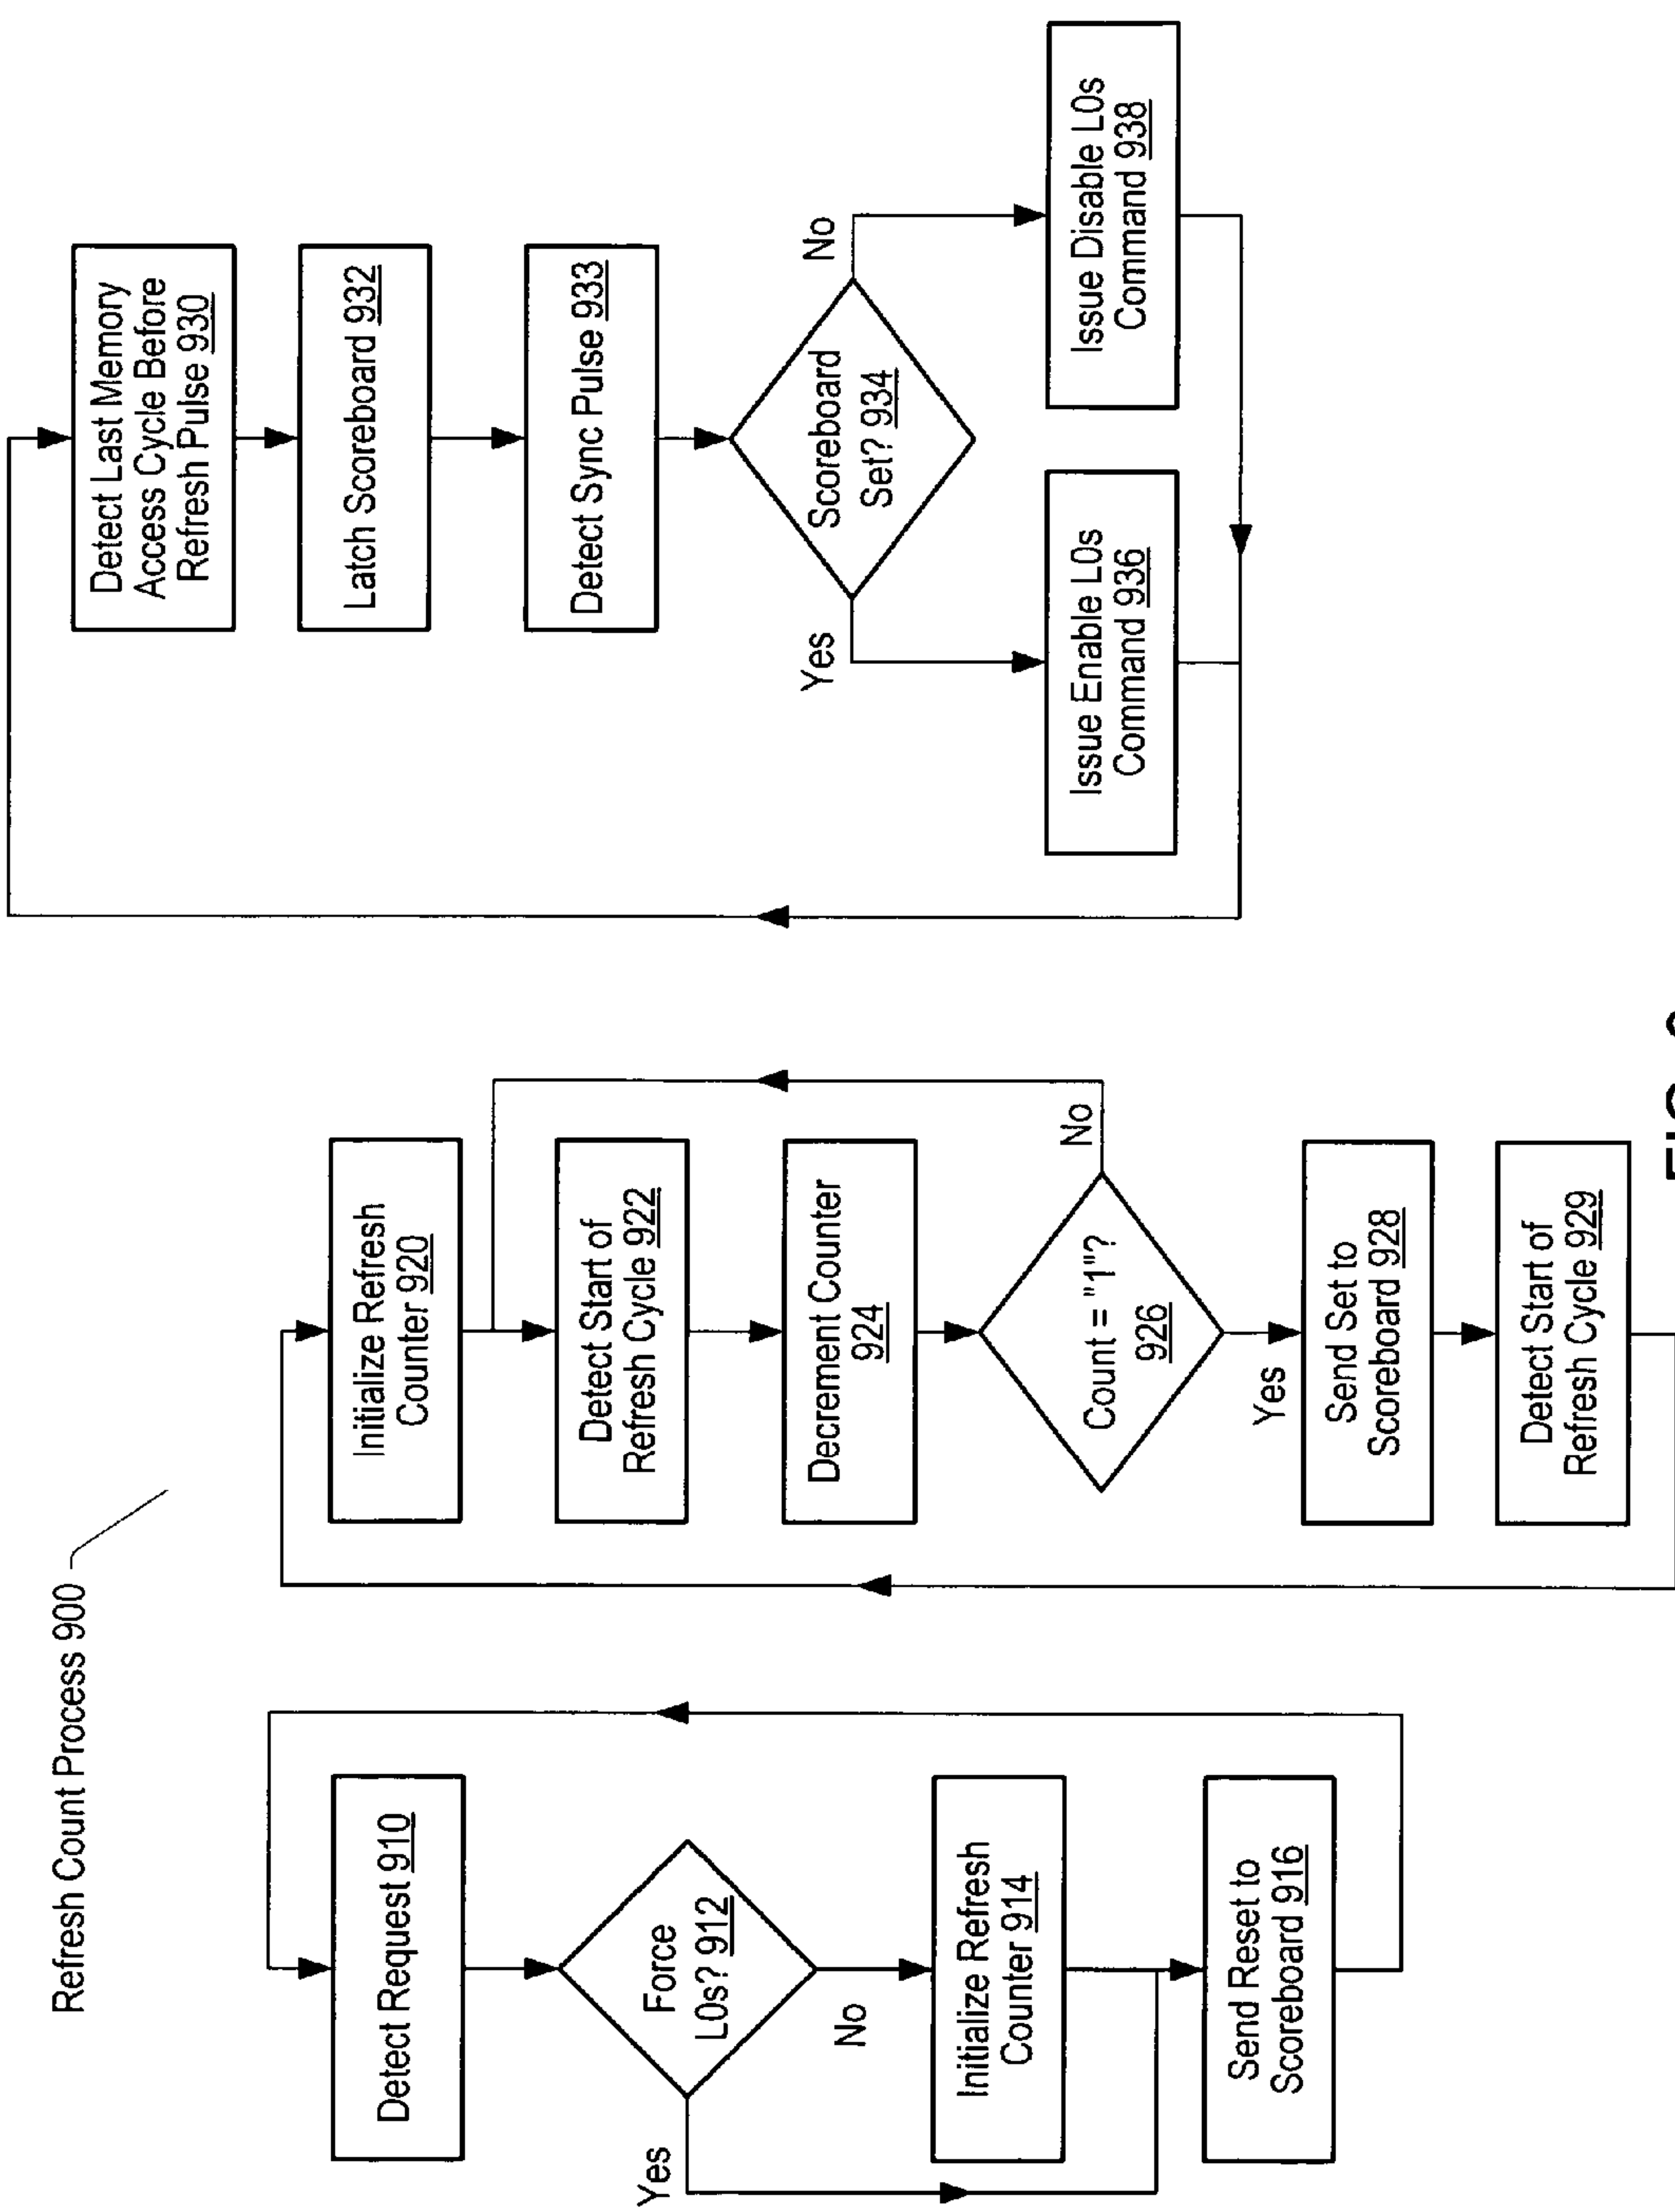 Refresh Count Process 900
Detect Request 910
Force
L0s? 912
Yes
No
Initialize Refresh
Counter 914
Send Reset to
Scoreboard 916
Initialize Refresh
Counter 920
Detect Start of
Refresh Cycle 922
Decrement Counter
924
Count = "1"?
926
No
Yes
Send Set to
Scoreboard 928
Detect Start of
Refresh Cycle 929
Detect Last Memory
Access Cycle Before
Refresh Pulse 930
Latch Scoreboard 932
Detect Sync Pulse 933
Scoreboard
Set? 934
Yes
No
Issue Enable L0s
Command 936
Issue Disable L0s
Command 938
FIG.